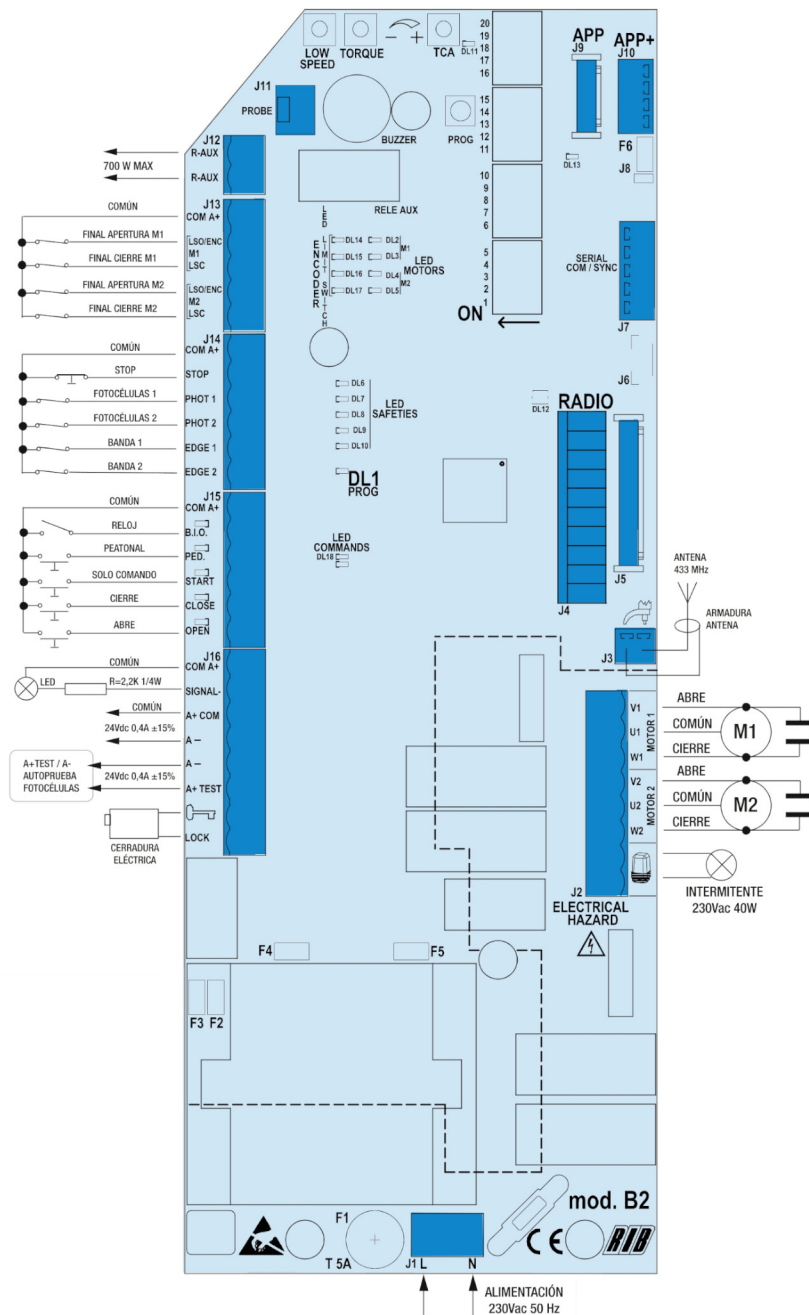 LOW
SPEED
TORQUE
− +
TCA
DL11
20
19
18
17
16
APP
J9
APP+
J10
J11
PROBE
BUZZER
PROG
15
14
13
12
11
F6
J8
DL13
J12
R-AUX
700 W MAX
R-AUX
RELE AUX
10
9
8
7
6
J13
COMÚN
COM A+
FINAL APERTURA M1
LSO/ENC
M1
FINAL CIERRE M1
LSC
FINAL APERTURA M2
LSO/ENC
M2
FINAL CIERRE M2
LSC
LED
LIMIT SWITCH
ENCODER
DL14
DL15
DL16
DL17
DL2
DL3
DL4
DL5
M1
M2
LED
MOTORS
5
4
3
2
1
ON
SERIAL
COM / SYNC
J7
J6
J14
COMÚN
COM A+
STOP
STOP
FOTOCÉLULAS 1
PHOT 1
FOTOCÉLULAS 2
PHOT 2
BANDA 1
EDGE 1
BANDA 2
EDGE 2
DL6
DL7
DL8
DL9
DL10
LED
SAFETIES
DL1
PROG
DL12
RADIO
J4
J5
J15
COMÚN
COM A+
RELOJ
B.I.O.
PEATONAL
PED.
SOLO COMANDO
START
CIERRE
CLOSE
ABRE
OPEN
LED
COMMANDS
DL18
ANTENA
433 MHz
ARMADURA
ANTENA
J3
J16
COMÚN
COM A+
LED
R=2,2K 1/4W
SIGNAL-
COMÚN
A+ COM
24Vdc 0,4A ±15%
A −
A+TEST / A-
AUTOPRUEBA
FOTOCÉLULAS
A −
24Vdc 0,4A ±15%
A+ TEST
LOCK
CERRADURA
ELÉCTRICA
V1
U1
W1
MOTOR 1
ABRE
COMÚN
CIERRE
M1
V2
U2
W2
MOTOR 2
ABRE
COMÚN
CIERRE
M2
J2
INTERMITENTE
230Vac 40W
ELECTRICAL
HAZARD
F4
F5
F3
F2
mod. B2
F1
T 5A
J1
L
N
CE
RIB
ALIMENTACIÓN
230Vac 50 Hz